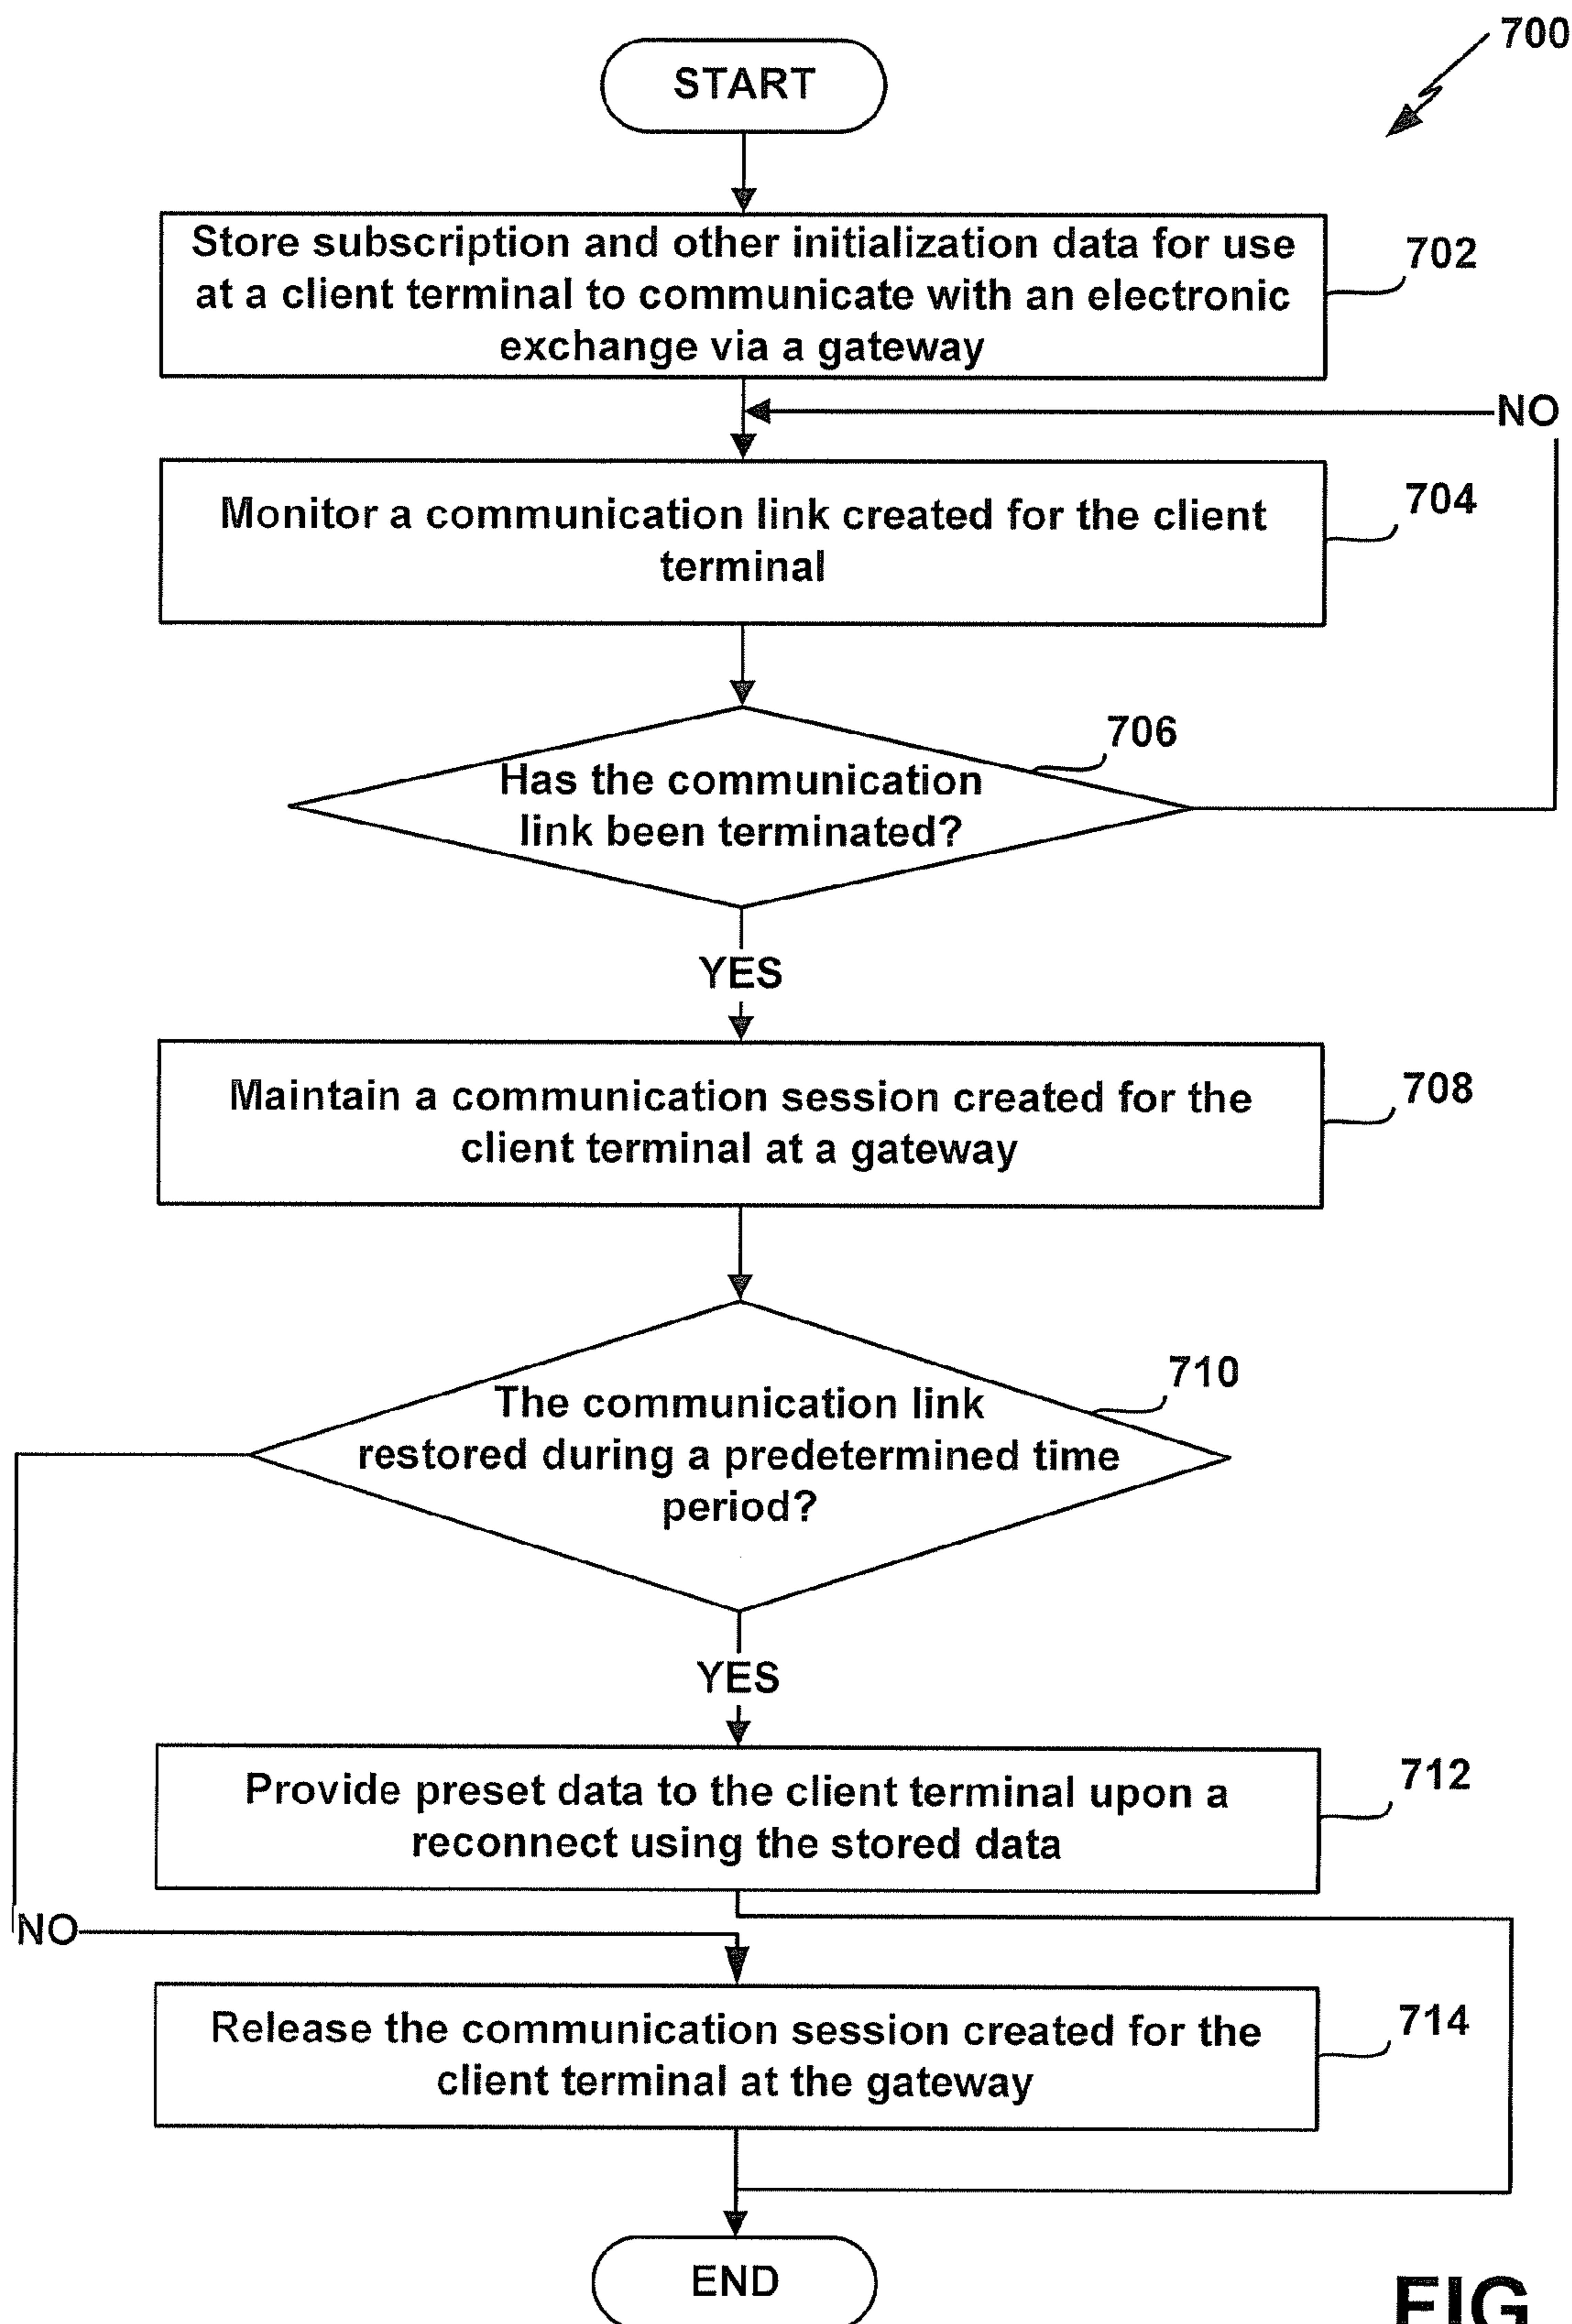 700
START
Store subscription and other initialization data for use
at a client terminal to communicate with an electronic
exchange via a gateway
702
NO
Monitor a communication link created for the client
terminal
704
706
Has the communication
link been terminated?
YES
Maintain a communication session created for the
client terminal at a gateway
708
710
The communication link
restored during a predetermined time
period?
YES
Provide preset data to the client terminal upon a
reconnect using the stored data
712
NO
Release the communication session created for the
client terminal at the gateway
714
END
FIG